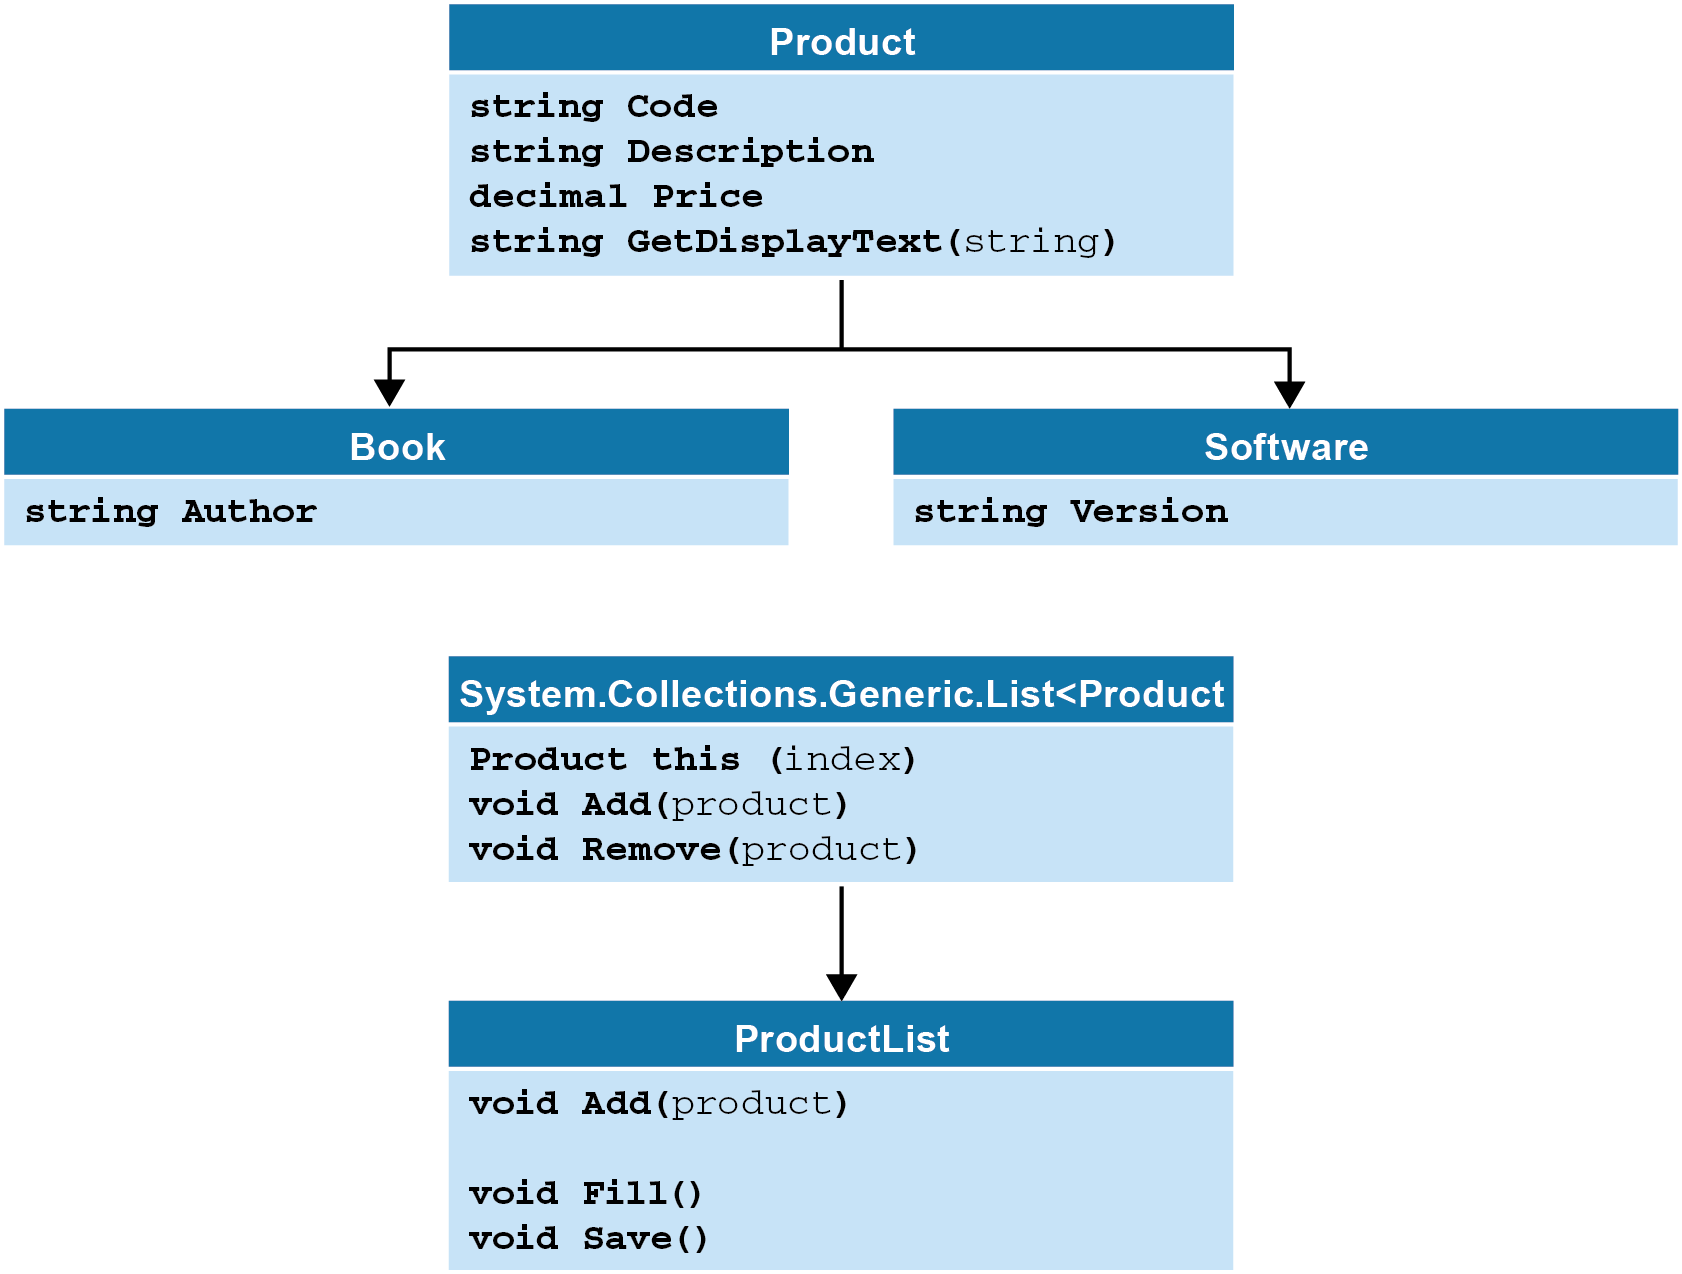 Product
string Code
string Description
decimal Price
string GetDisplayText(string)
Book
string Author
Software
string Version
System.Collections.Generic.List<Product
Product this (index)
void Add(product)
void Remove(product)
ProductList
void Add(product)
void Fill()
void Save()